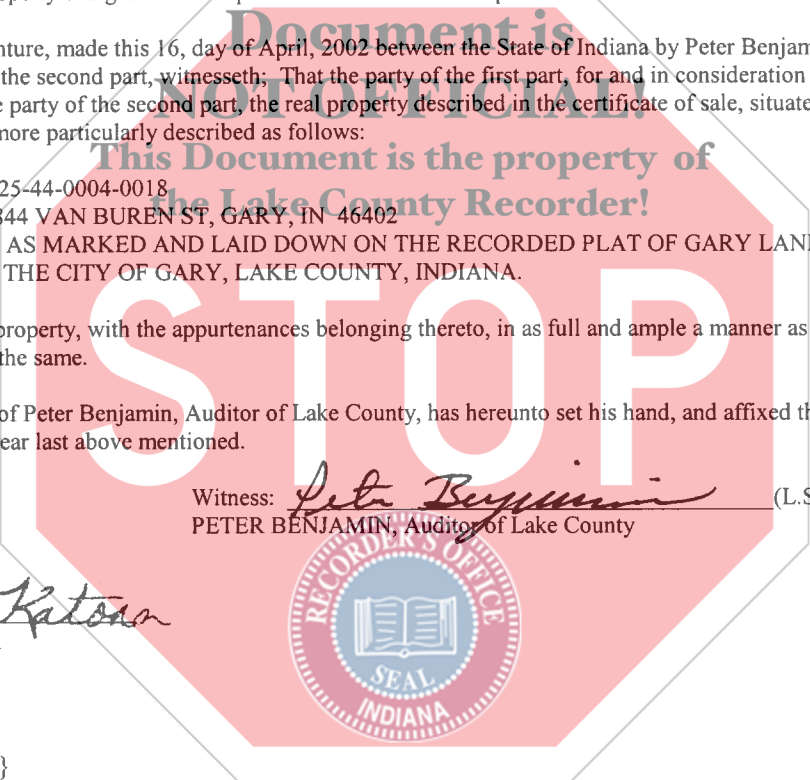 Document is
nture, made this 16, day of April, 2002 between the State of Indiana by Peter Benjam
the second part, witnesseth; That the party of the first part, for and in consideration
NOT OFFICIAL!
e party of the second part, the real property described in the certificate of sale, situate
more particularly described as follows:
This Document is the property of
25-44-0004-0018
the Lake County Recorder!
344 VAN BUREN ST, GARY, IN 46402
AS MARKED AND LAID DOWN ON THE RECORDED PLAT OF GARY LAN
THE CITY OF GARY, LAKE COUNTY, INDIANA.
STOP
property, with the appurtenances belonging thereto, in as full and ample a manner as
the same.
of Peter Benjamin, Auditor of Lake County, has hereunto set his hand, and affixed th
ear last above mentioned.
Witness: Peter Benjamin (L.S
PETER BENJAMIN, Auditor of Lake County
RECORDER'S OFFICE
SEAL
INDIANA
Katona
}